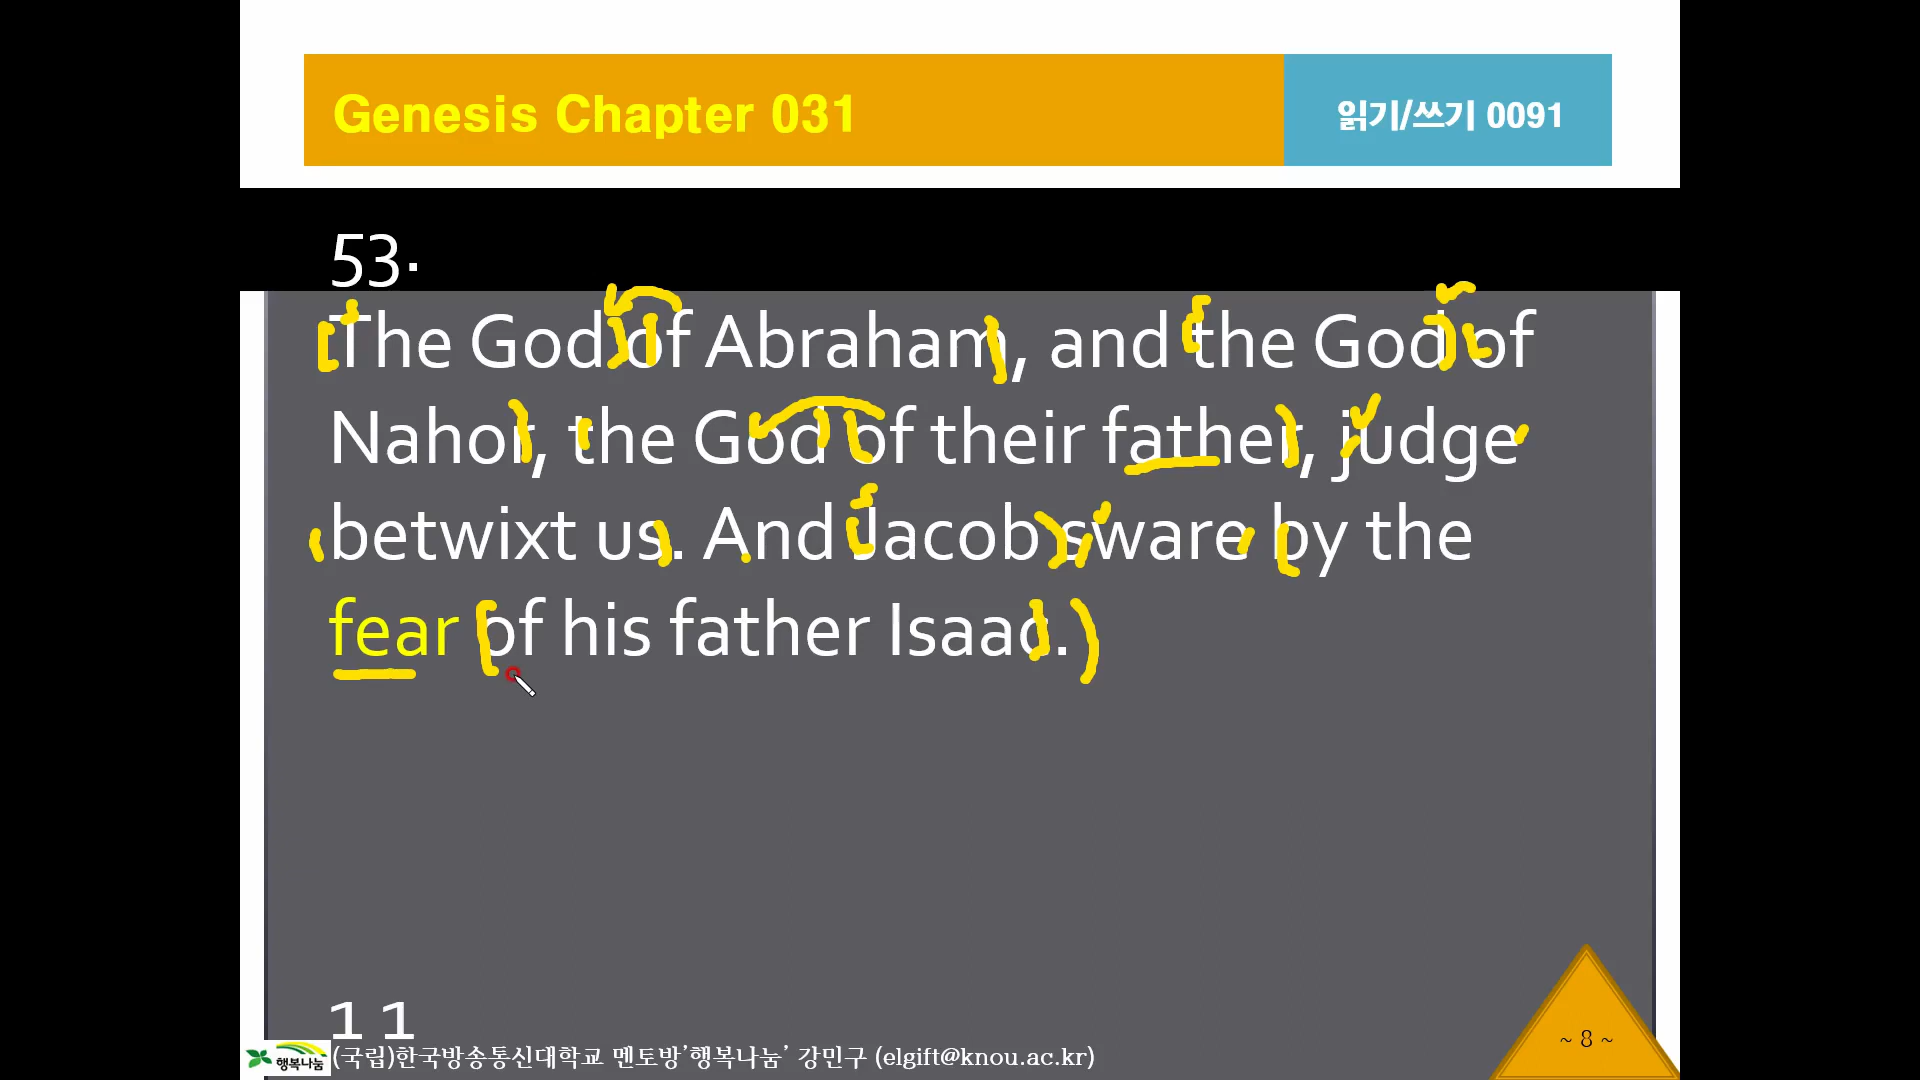 Genesis Chapter 031
읽기/쓰기 0091
53.
The God of Abraham, and the God of
Nahor, the God of their father, judge
betwixt us. And Jacob sware by the
fear of his father Isaac.
11
행복나눔
(국립)한국방송통신대학교 멘토방'행복나눔' 강민구 (elgift@knou.ac.kr)
~ 8 ~